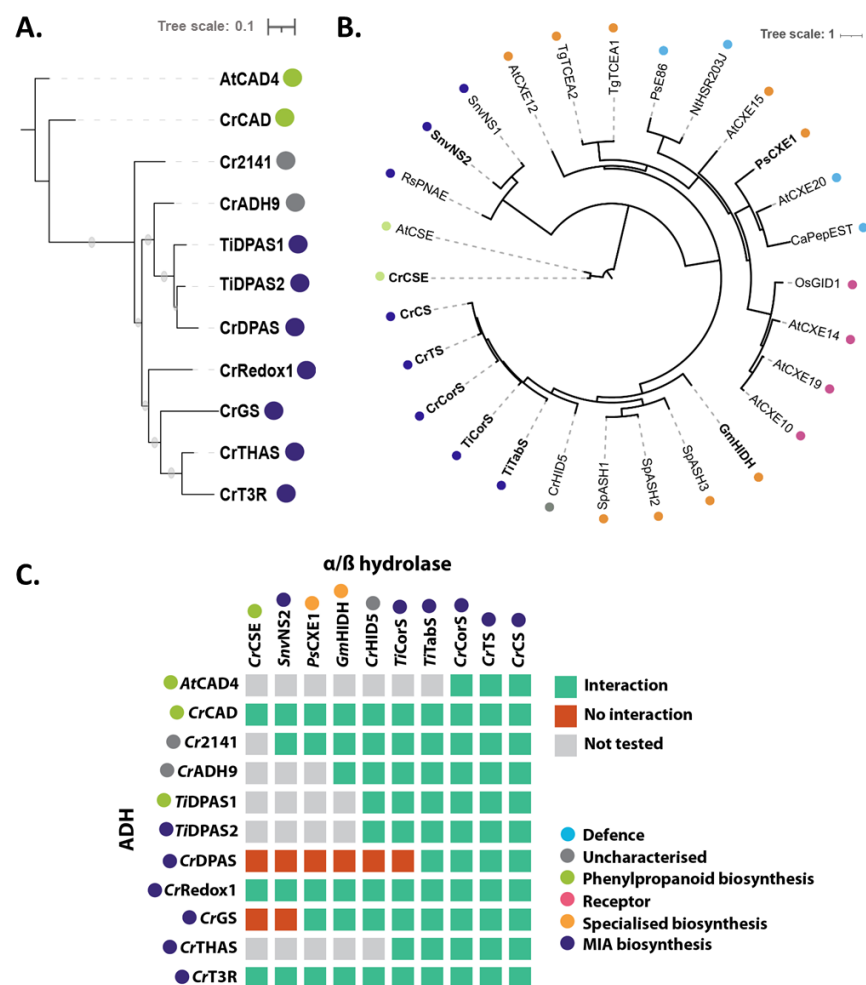 A.
Tree scale: 0.1
AtCAD4
CrCAD
Cr2141
CrADH9
TiDPAS1
TiDPAS2
CrDPAS
CrRedox1
CrGS
CrTHAS
CrT3R
B.
Tree scale: 1
RsPNAE
SnvNS2
SnvNS1
AtCXE12
TgTCEA2
TgTCEA1
PsE86
NtHSR203J
AtCXE15
PsCXE1
AtCXE20
CaPepEST
OsGID1
AtCXE14
AtCXE19
AtCXE10
GmHIDH
SpASH3
SpASH2
SpASH1
CrHID5
TiTabS
TiCorS
CrCorS
CrTS
CrCS
CrCSE
AtCSE
C.
α/ß hydrolase
CrCSE
SnvNS2
PsCXE1
GmHIDH
CrHID5
TiCorS
TiTabS
CrCorS
CrTS
CrCS
ADH
AtCAD4
CrCAD
Cr2141
CrADH9
TiDPAS1
TiDPAS2
CrDPAS
CrRedox1
CrGS
CrTHAS
CrT3R
Interaction
No interaction
Not tested
Defence
Uncharacterised
Phenylpropanoid biosynthesis
Receptor
Specialised biosynthesis
MIA biosynthesis